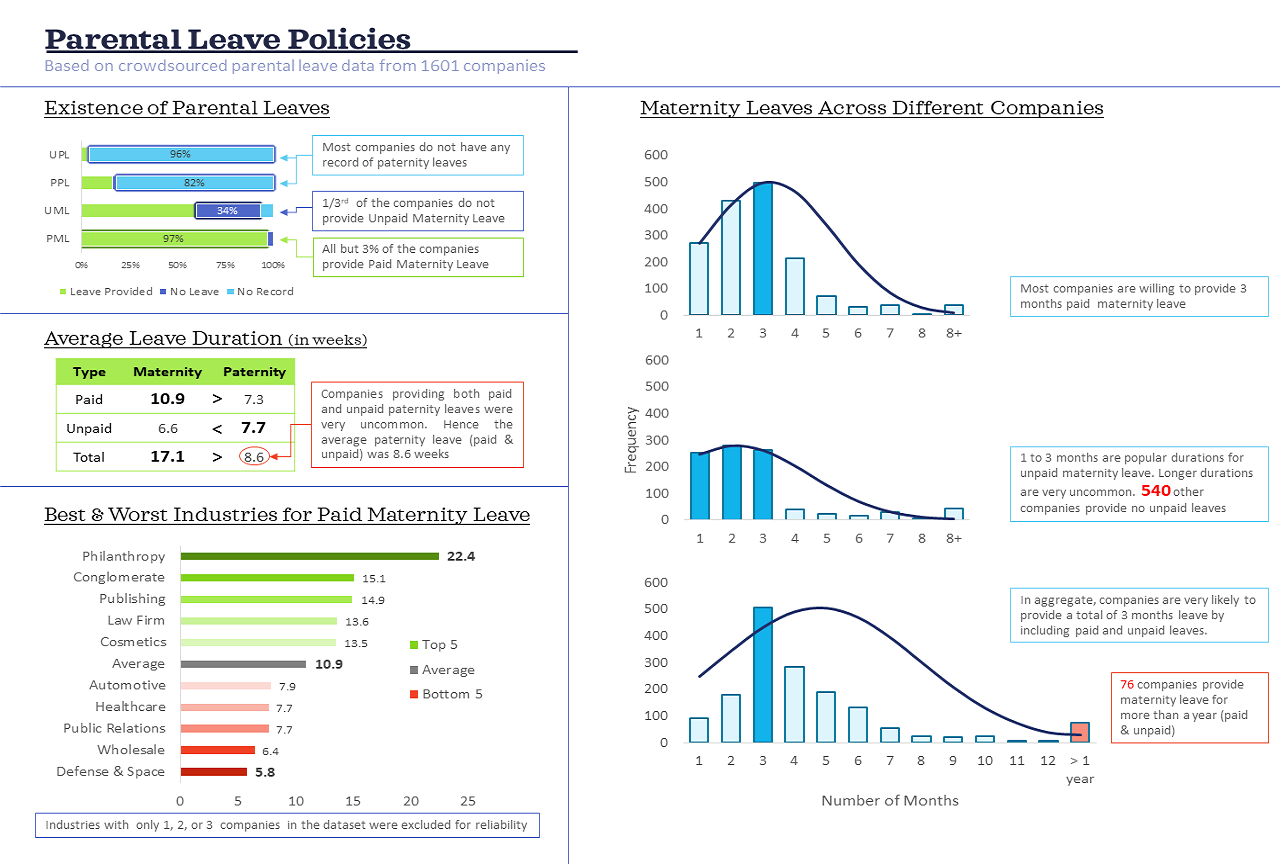 Parental Leave Policies
Based on crowdsourced parental leave data from 1601 companies
Existence of Parental Leaves
UPL 96%
PPL 82%
UML 34%
PML 97%
0% 25% 50% 75% 100%
Leave Provided No Leave No Record
Most companies do not have any
record of paternity leaves
1/3rd of the companies do not
provide Unpaid Maternity Leave
All but 3% of the companies
provide Paid Maternity Leave
Average Leave Duration (in weeks)
Type Maternity Paternity
Paid 10.9 > 7.3
Unpaid 6.6 < 7.7
Total 17.1 > 8.6
Companies providing both paid
and unpaid paternity leaves were
very uncommon. Hence the
average paternity leave (paid &
unpaid) was 8.6 weeks
Best & Worst Industries for Paid Maternity Leave
Philanthropy 22.4
Conglomerate 15.1
Publishing 14.9
Law Firm 13.6
Cosmetics 13.5
Average 10.9
Automotive 7.9
Healthcare 7.7
Public Relations 7.7
Wholesale 6.4
Defense & Space 5.8
0 5 10 15 20 25
Top 5
Average
Bottom 5
Industries with only 1, 2, or 3 companies in the dataset were excluded for reliability
Maternity Leaves Across Different Companies
600
500
400
300
200
100
0
1 2 3 4 5 6 7 8 8+
Most companies are willing to provide 3
months paid maternity leave
Frequency
600
500
400
300
200
100
0
1 2 3 4 5 6 7 8 8+
1 to 3 months are popular durations for
unpaid maternity leave. Longer durations
are very uncommon. 540 other
companies provide no unpaid leaves
600
500
400
300
200
100
0
1 2 3 4 5 6 7 8 9 10 11 12 > 1
year
Number of Months
In aggregate, companies are very likely to
provide a total of 3 months leave by
including paid and unpaid leaves.
76 companies provide
maternity leave for
more than a year (paid
& unpaid)